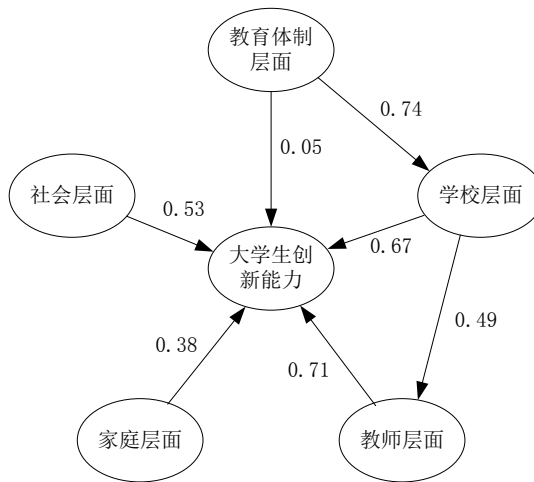 教育体制
层面
0.74
0.05
社会层面
学校层面
0.53
0.67
大学生创
新能力
0.49
0.38
0.71
家庭层面
教师层面